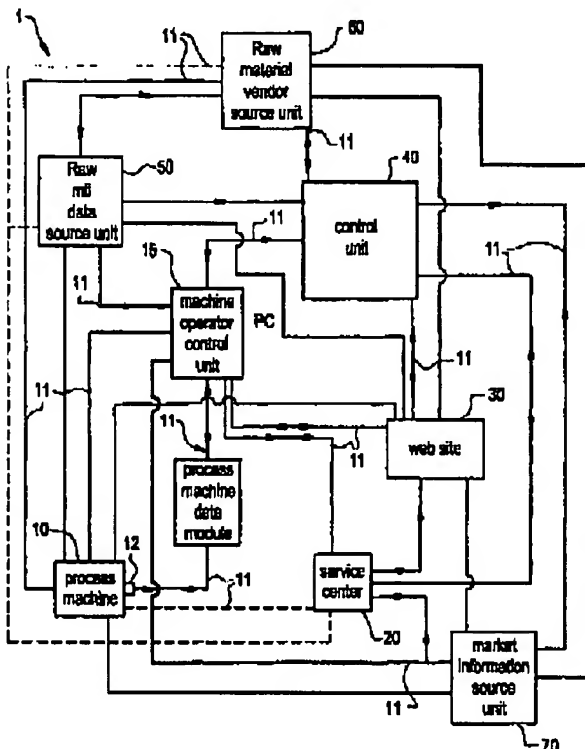 1
11
60
Raw
material
vendor
source unit
11
50
Raw
mtl
data
source unit
40
control
unit
11
11
11
15
machine
operator
control
unit
PC
11
11
11
30
web site
11
11
process
machine
data
module
11
10
12
process
machine
11
service
center
20
market
information
source
unit
11
70